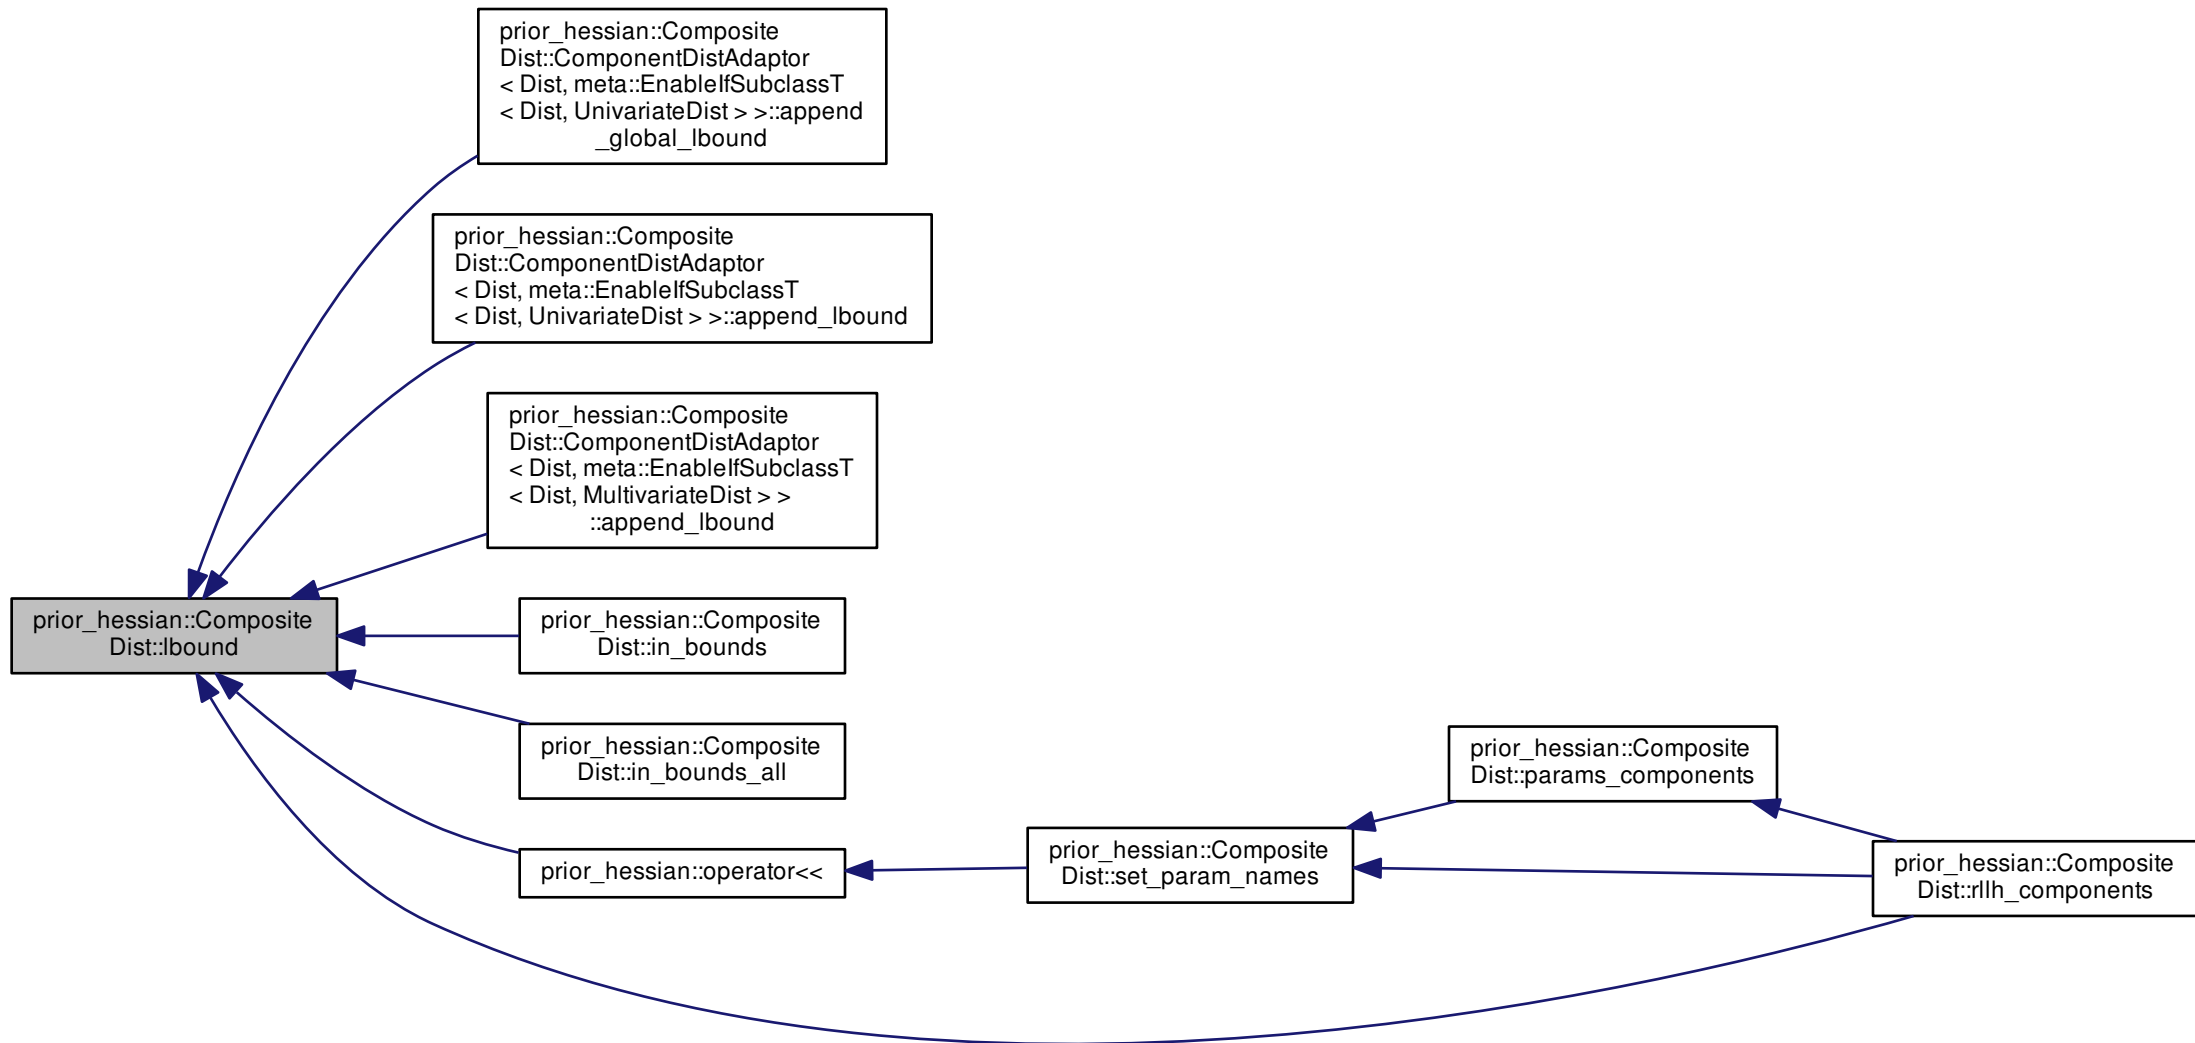 prior_hessian::Composite
Dist::ComponentDistAdaptor
< Dist, meta::EnableIfSubclassT
< Dist, UnivariateDist > >::append
_global_lbound
prior_hessian::Composite
Dist::ComponentDistAdaptor
< Dist, meta::EnableIfSubclassT
< Dist, UnivariateDist > >::append_lbound
prior_hessian::Composite
Dist::ComponentDistAdaptor
< Dist, meta::EnableIfSubclassT
< Dist, MultivariateDist > >
::append_lbound
prior_hessian::Composite
Dist::lbound
prior_hessian::Composite
Dist::in_bounds
prior_hessian::Composite
Dist::in_bounds_all
prior_hessian::operator<<
prior_hessian::Composite
Dist::set_param_names
prior_hessian::Composite
Dist::params_components
prior_hessian::Composite
Dist::rllh_components